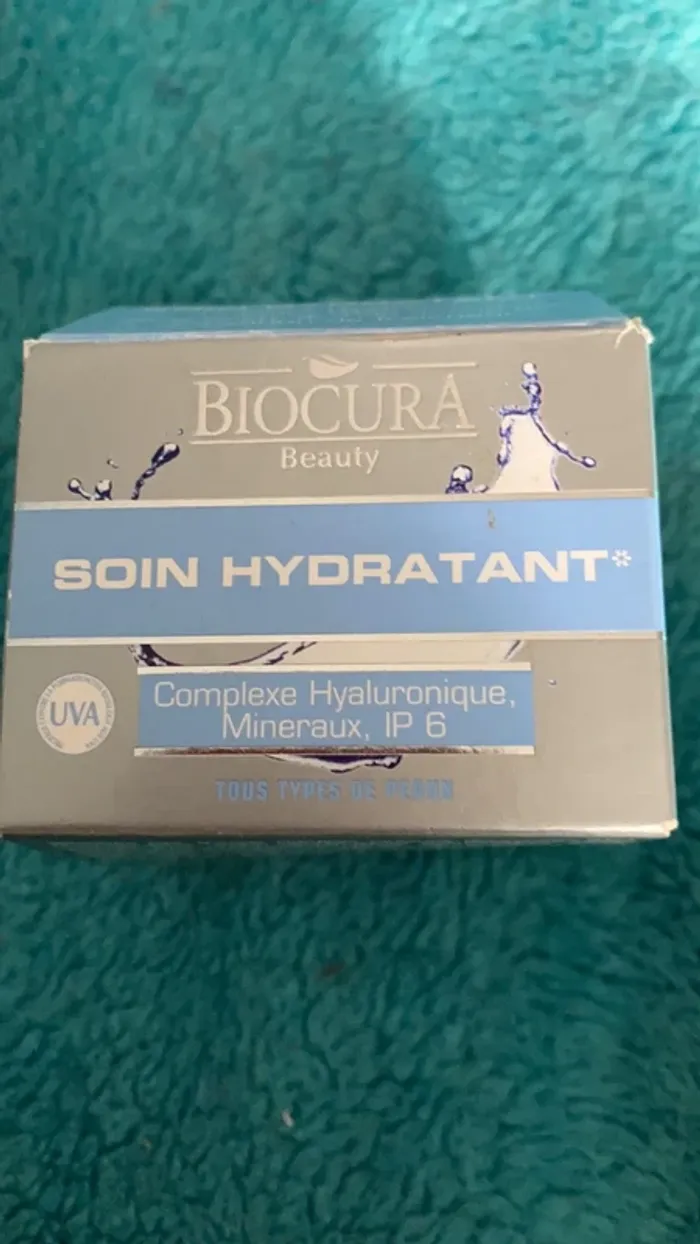 BIOCURA
Beauty
SOIN HYDRATANT*
UVA
Complexe Hyaluronique,
Mineraux, IP 6
TOUS TYPES DE PEAUX